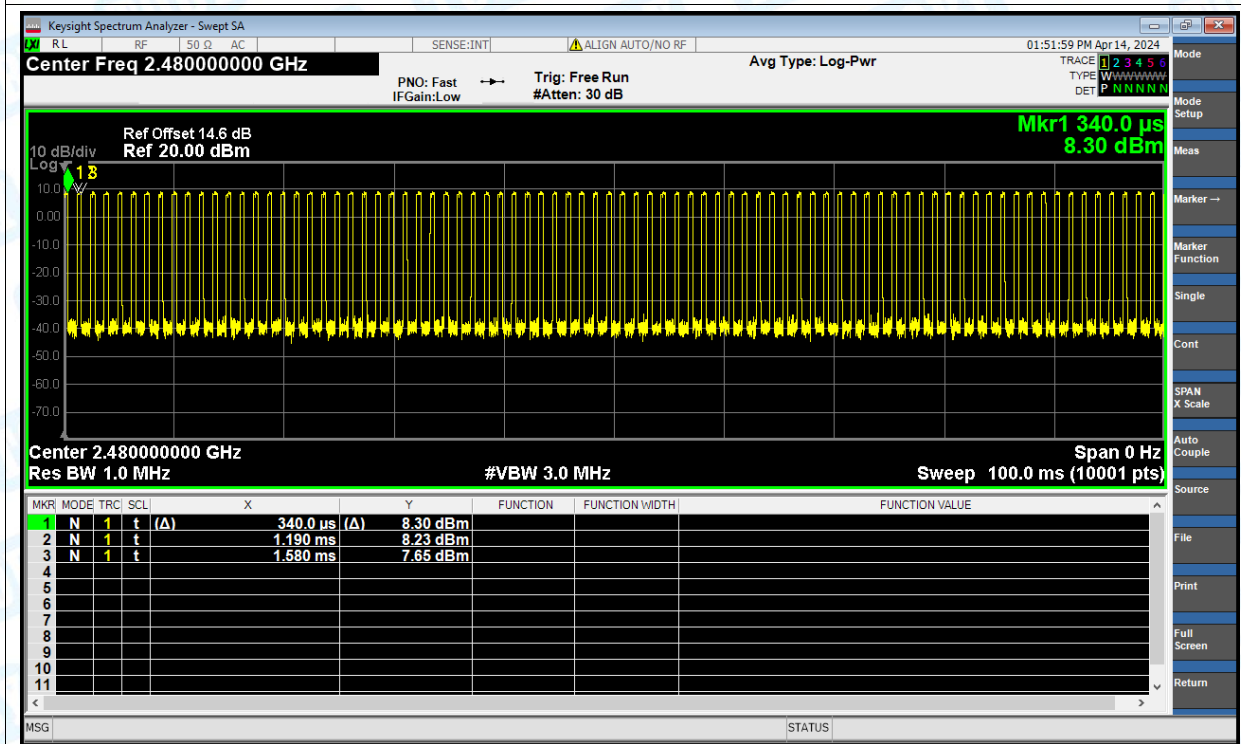 Keysight Spectrum Analyzer - Swept SA
LXI RL RF 50 Ω AC SENSE:INT ALIGN AUTO/NO RF 01:51:59 PM Apr 14, 2024
Center Freq 2.480000000 GHz Avg Type: Log-Pwr TRACE 1 2 3 4 5 6
PNO: Fast Trig: Free Run TYPE WWWWWW
IFGain:Low #Atten: 30 dB DET P N N N N N
Mkr1 340.0 µs
8.30 dBm
Ref Offset 14.6 dB
10 dB/div Ref 20.00 dBm
Log
10.0
0.00
-10.0
-20.0
-30.0
-40.0
-50.0
-60.0
-70.0
Center 2.480000000 GHz Span 0 Hz
Res BW 1.0 MHz #VBW 3.0 MHz Sweep 100.0 ms (10001 pts)
MKR MODE TRC SCL X Y FUNCTION FUNCTION WIDTH FUNCTION VALUE
1 N 1 t (Δ) 340.0 µs (Δ) 8.30 dBm
2 N 1 t 1.190 ms 8.23 dBm
3 N 1 t 1.580 ms 7.65 dBm
4
5
6
7
8
9
10
11
MSG STATUS
Mode
Mode
Setup
Meas
Marker→
Marker
Function
Single
Cont
SPAN
X Scale
Auto
Couple
Source
File
Print
Full
Screen
Return